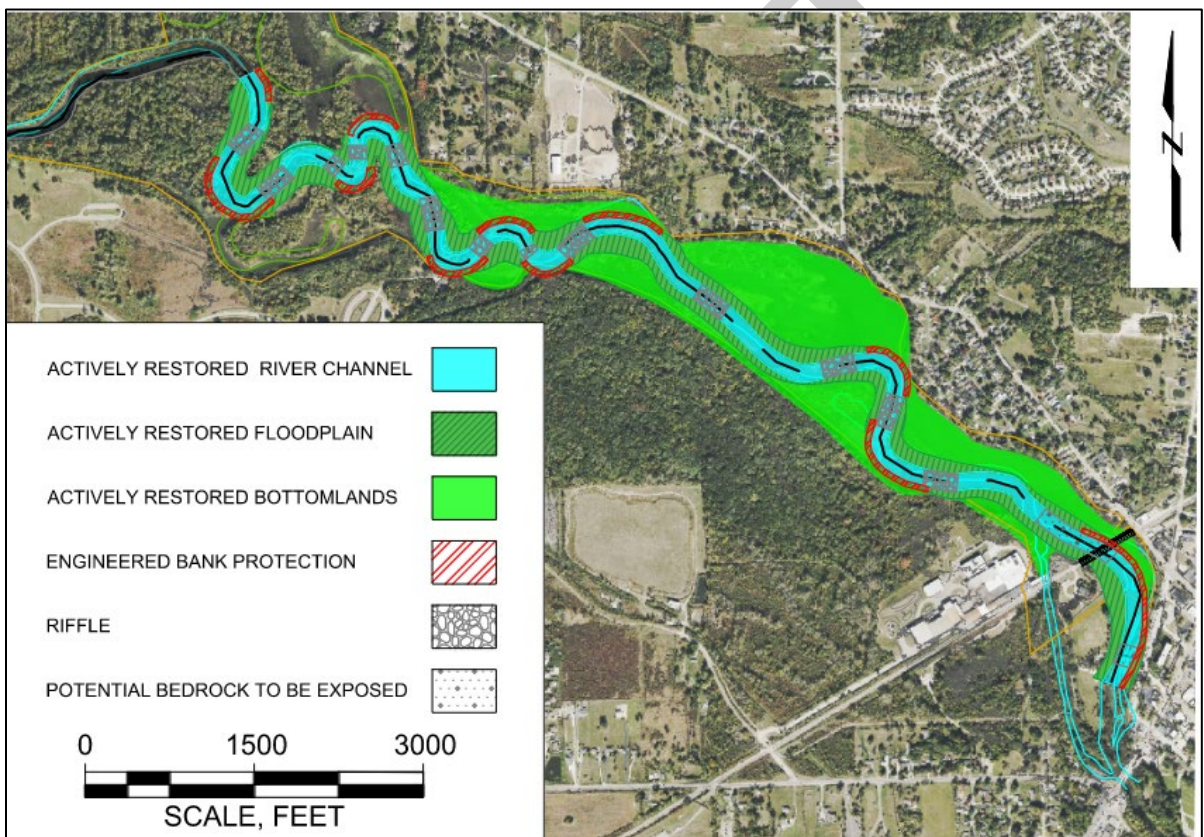 N
ACTIVELY RESTORED RIVER CHANNEL
ACTIVELY RESTORED FLOODPLAIN
ACTIVELY RESTORED BOTTOMLANDS
ENGINEERED BANK PROTECTION
RIFFLE
POTENTIAL BEDROCK TO BE EXPOSED
0 1500 3000
SCALE, FEET